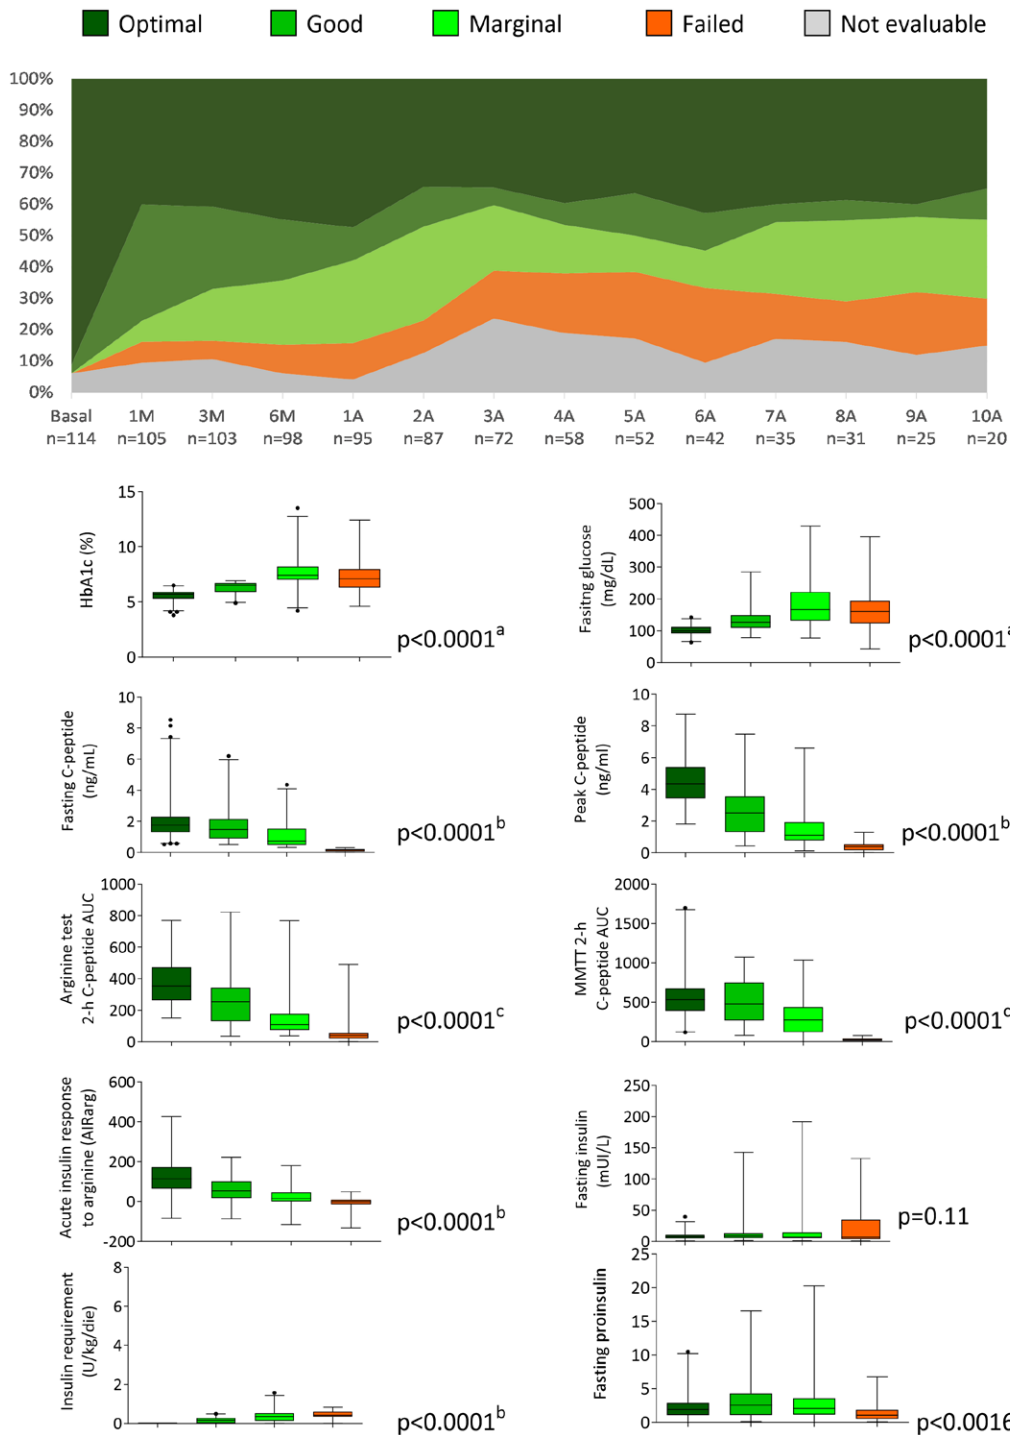 Optimal Good Marginal Failed Not evaluable
100%
90%
80%
70%
60%
50%
40%
30%
20%
10%
0%
Basal 1M 3M 6M 1A 2A 3A 4A 5A 6A 7A 8A 9A 10A
n=114 n=105 n=103 n=98 n=95 n=87 n=72 n=58 n=52 n=42 n=35 n=31 n=25 n=20
HbA1c (%)
15
10
5
0
p<0.0001a
Fasitng glucose
(mg/dL)
500
400
300
200
100
0
p<0.0001a
Fasting C-peptide
(ng/mL)
10
8
6
4
2
0
p<0.0001b
Peak C-peptide
(ng/ml)
10
8
6
4
2
0
p<0.0001b
Arginine test
2-h C-peptide AUC
1000
800
600
400
200
0
p<0.0001c
MMTT 2-h
C-peptide AUC
2000
1500
1000
500
0
p<0.0001c
Acute insulin response
to arginine (AIRarg)
600
400
200
0
-200
p<0.0001b
Fasting insulin
(mUI/L)
250
200
150
100
50
0
p=0.11
Insulin requirement
(U/kg/die)
8
6
4
2
0
p<0.0001b
Fasting proinsulin
25
20
15
10
5
0
p<0.0016